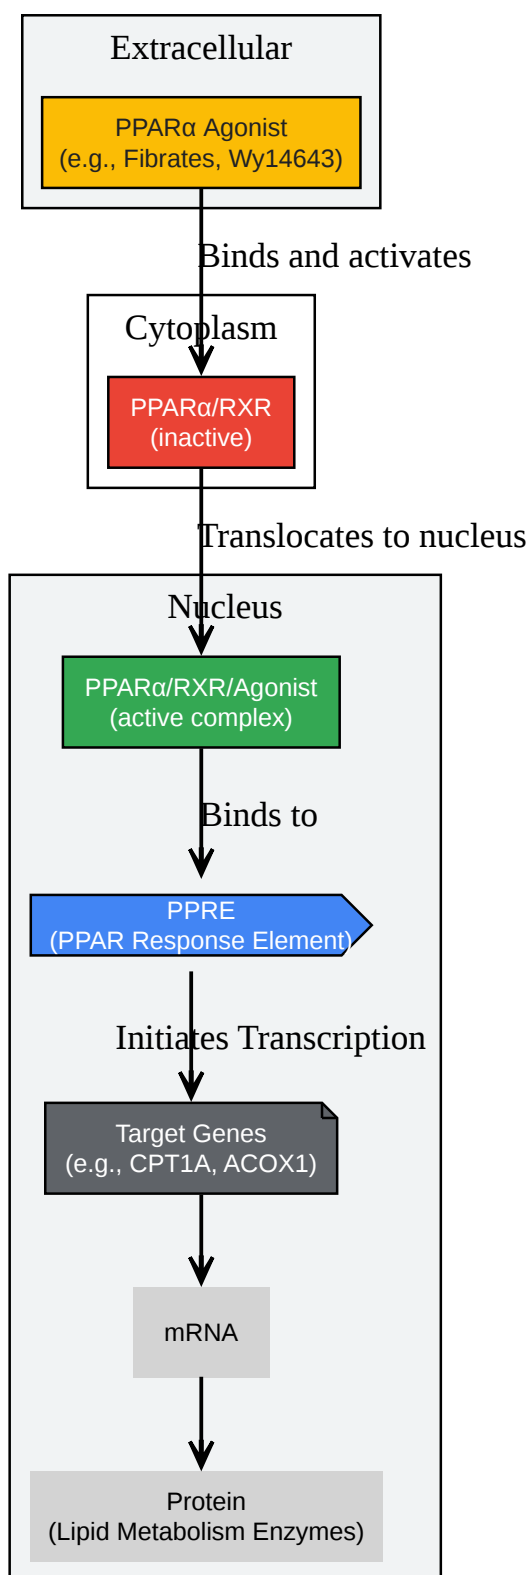 Extracellular
PPARα Agonist
(e.g., Fibrates, Wy14643)
Binds and activates
Cytoplasm
PPARα/RXR
(inactive)
Translocates to nucleus
Nucleus
PPARα/RXR/Agonist
(active complex)
Binds to
PPRE
(PPAR Response Element)
Initiates Transcription
Target Genes
(e.g., CPT1A, ACOX1)
mRNA
Protein
(Lipid Metabolism Enzymes)